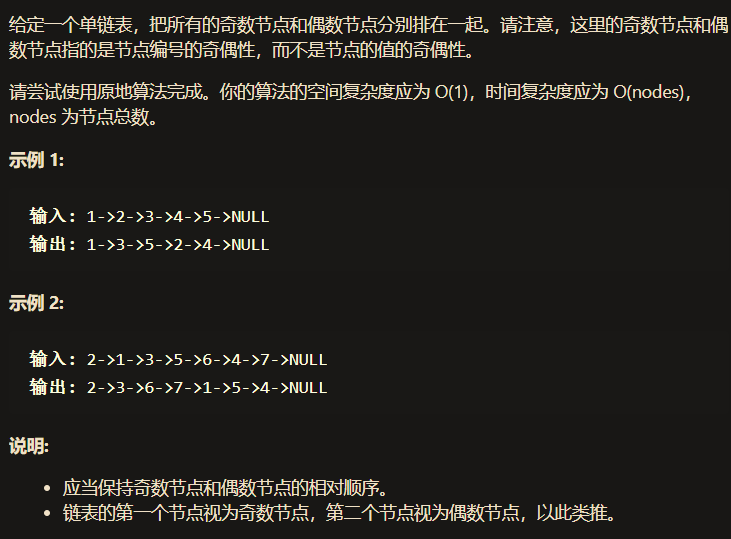 给定一个单链表，把所有的奇数节点和偶数节点分别排在一起。请注意，这里的奇数节点和偶
数节点指的是节点编号的奇偶性，而不是节点的值的奇偶性。
请尝试使用原地算法完成。你的算法的空间复杂度应为 O(1)，时间复杂度应为 O(nodes)，
nodes 为节点总数。
示例 1:
输入: 1->2->3->4->5->NULL
输出: 1->3->5->2->4->NULL
示例 2:
输入: 2->1->3->5->6->4->7->NULL
输出: 2->3->6->7->1->5->4->NULL
说明:
• 应当保持奇数节点和偶数节点的相对顺序。
• 链表的第一个节点视为奇数节点，第二个节点视为偶数节点，以此类推。